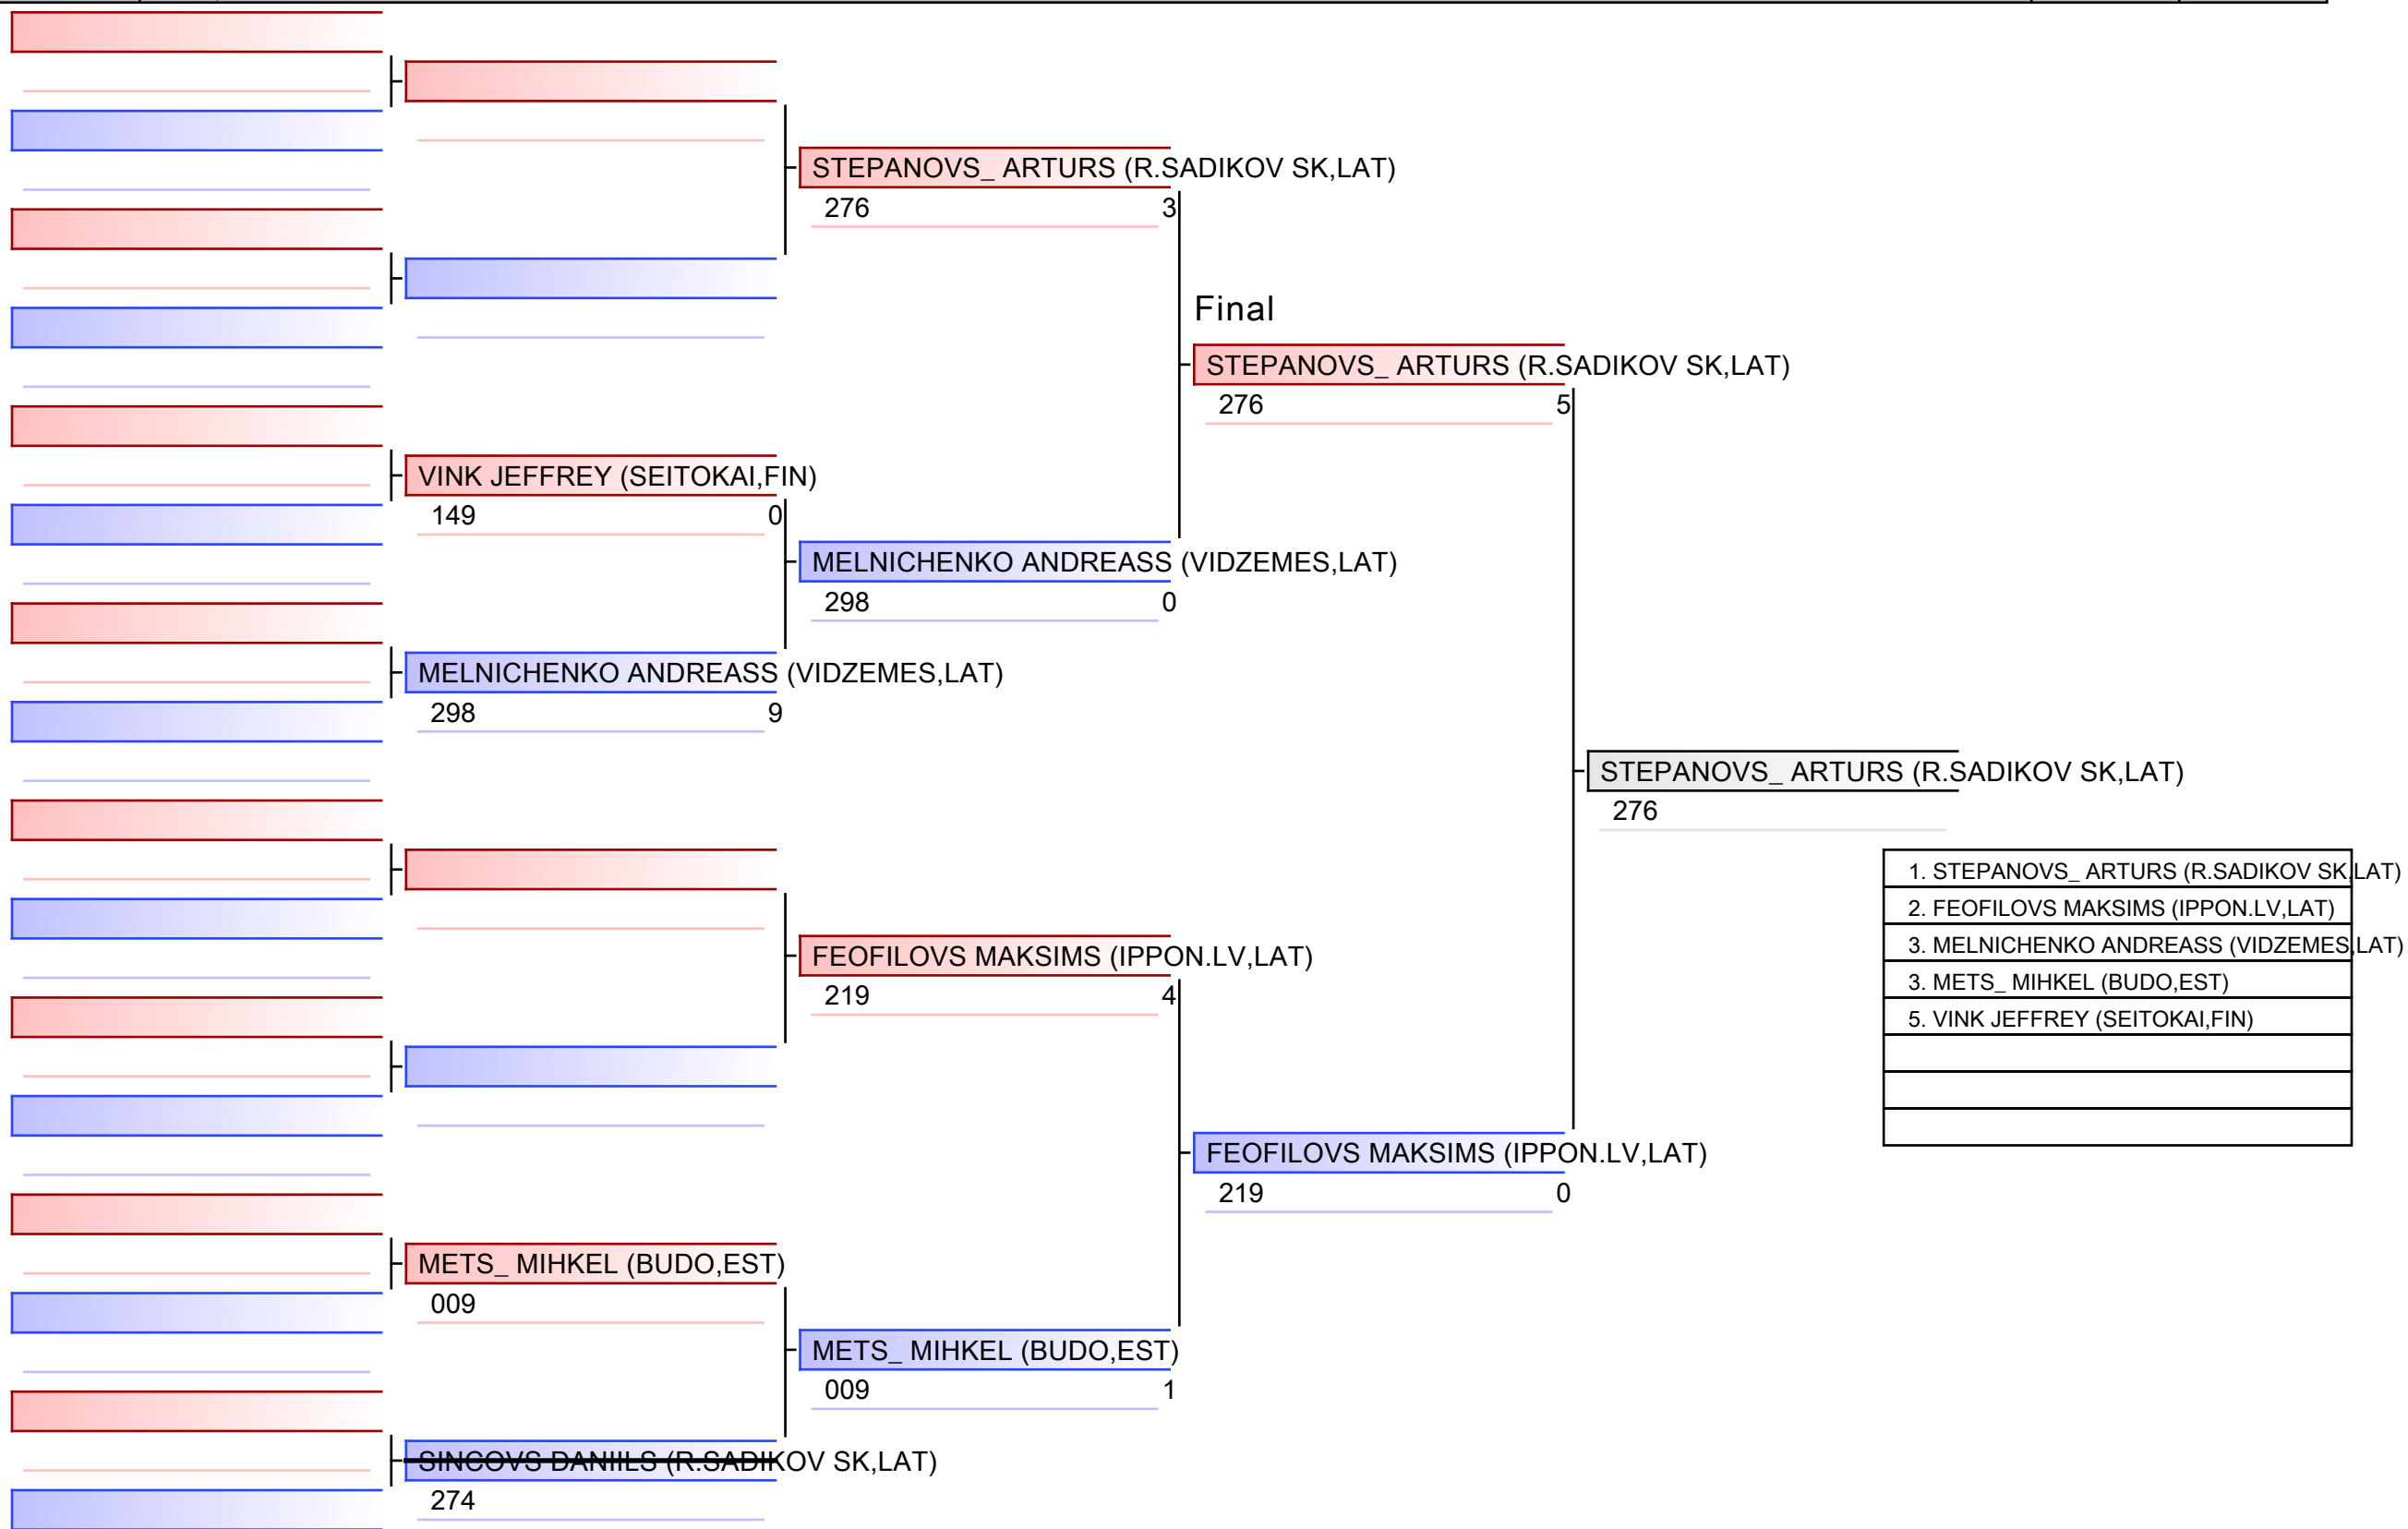 STEPANOVS_ ARTURS (R.SADIKOV SK,LAT)
276 3
Final
STEPANOVS_ ARTURS (R.SADIKOV SK,LAT)
276 5
VINK JEFFREY (SEITOKAI,FIN)
149 0
MELNICHENKO ANDREASS (VIDZEMES,LAT)
298 0
MELNICHENKO ANDREASS (VIDZEMES,LAT)
298 9
STEPANOVS_ ARTURS (R.SADIKOV SK,LAT)
276
1. STEPANOVS_ ARTURS (R.SADIKOV SK,LAT)
2. FEOFILOVS MAKSIMS (IPPON.LV,LAT)
3. MELNICHENKO ANDREASS (VIDZEMES,LAT)
3. METS_ MIHKEL (BUDO,EST)
5. VINK JEFFREY (SEITOKAI,FIN)
FEOFILOVS MAKSIMS (IPPON.LV,LAT)
219 4
FEOFILOVS MAKSIMS (IPPON.LV,LAT)
219 0
METS_ MIHKEL (BUDO,EST)
009
METS_ MIHKEL (BUDO,EST)
009 1
SINCOVS DANIILS (R.SADIKOV SK,LAT)
274